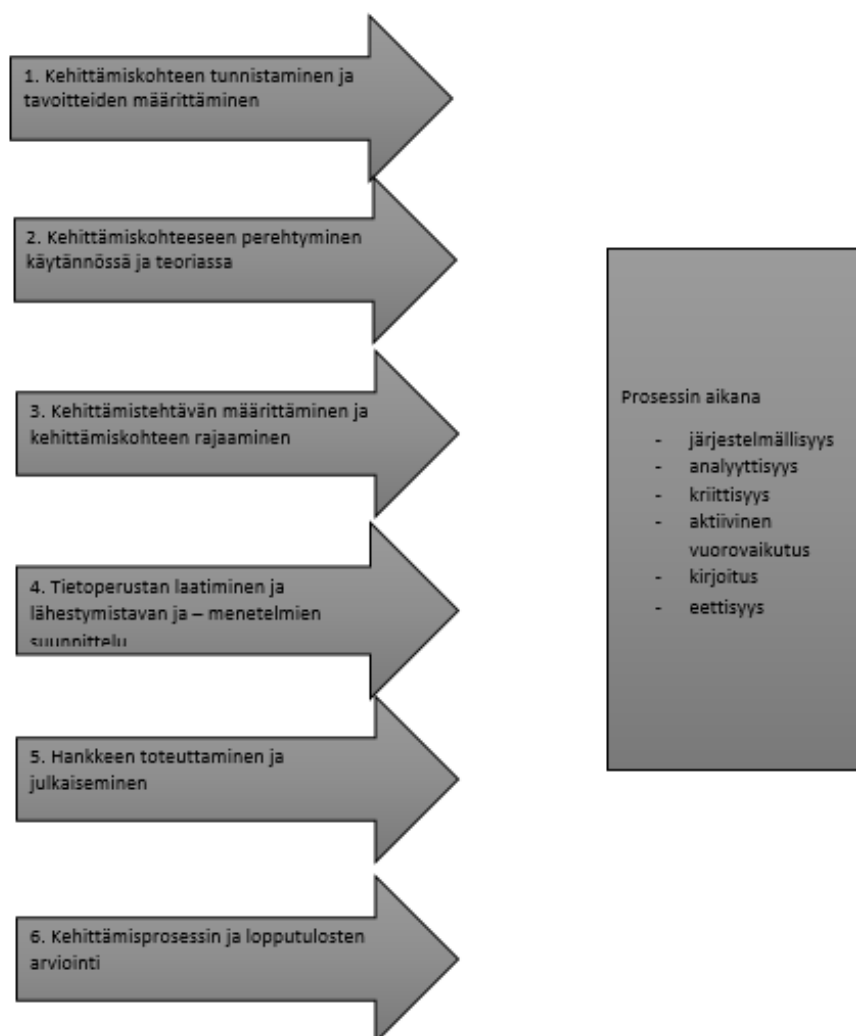 1. Kehittämiskohteen tunnistaminen ja
tavoitteiden määrittäminen
2. Kehittämiskohteeseen perehtyminen
käytännössä ja teoriassa
3. Kehittämistehtävän määrittäminen ja
kehittämiskohteen rajaaminen
4. Tietoperustan laatiminen ja
lähestymistavan ja – menetelmien
suunnittelu
5. Hankkeen toteuttaminen ja
julkaiseminen
6. Kehittämisprosessin ja lopputulosten
arviointi
Prosessin aikana
- järjestelmällisyys
- analyyttisyys
- kriittisyys
- aktiivinen
vuorovaikutus
- kirjoitus
- eettisyys